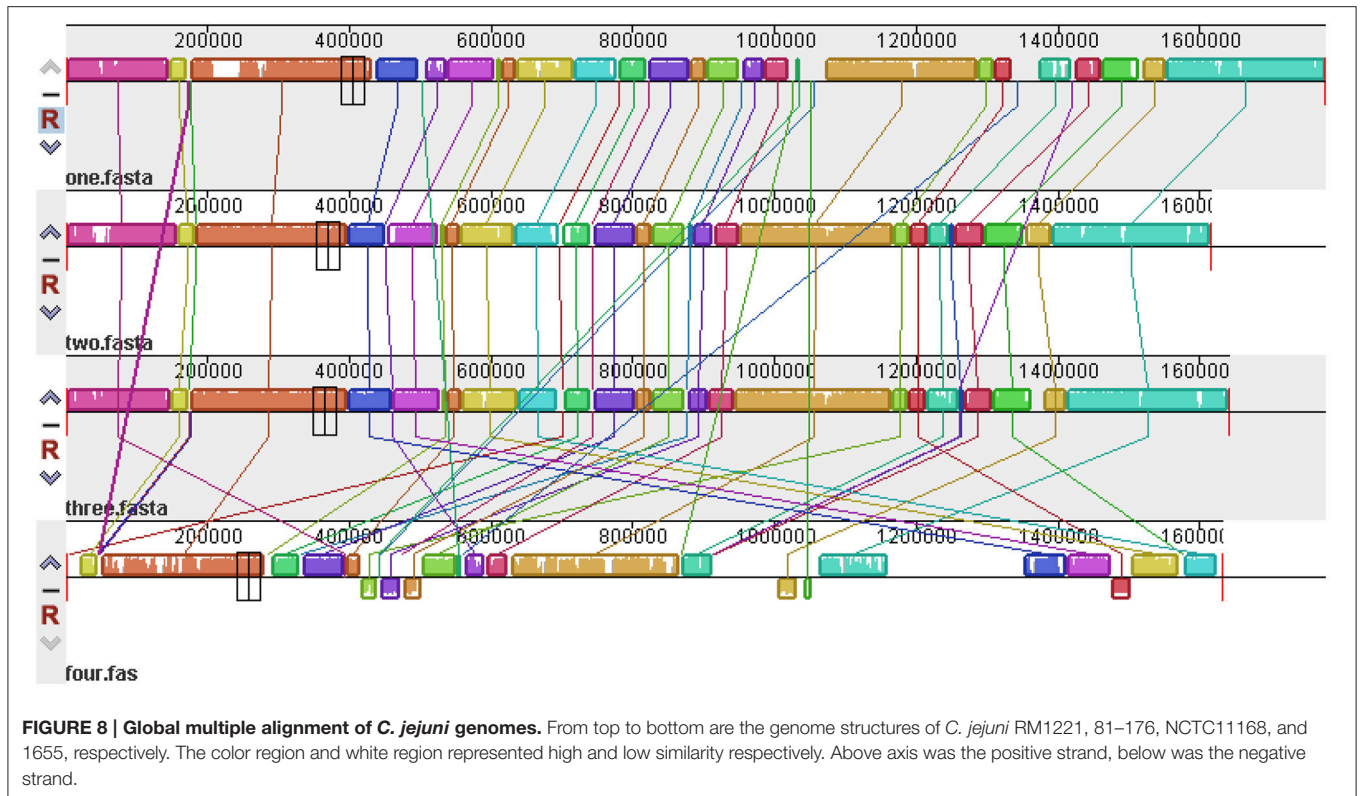 200000 400000 600000 800000 1000000 1200000 1400000 1600000
R
one.fasta
200000 400000 600000 800000 1000000 1200000 1400000 1600(
R
two.fasta
200000 400000 600000 800000 1000000 1200000 1400000 160000
R
three.fasta
200000 400000 600000 800000 1000000 1200000 1400000 160000
R
four.fas
FIGURE 8 | Global multiple alignment of C. jejuni genomes. From top to bottom are the genome structures of C. jejuni RM1221, 81–176, NCTC11168, and
1655, respectively. The color region and white region represented high and low similarity respectively. Above axis was the positive strand, below was the negative
strand.